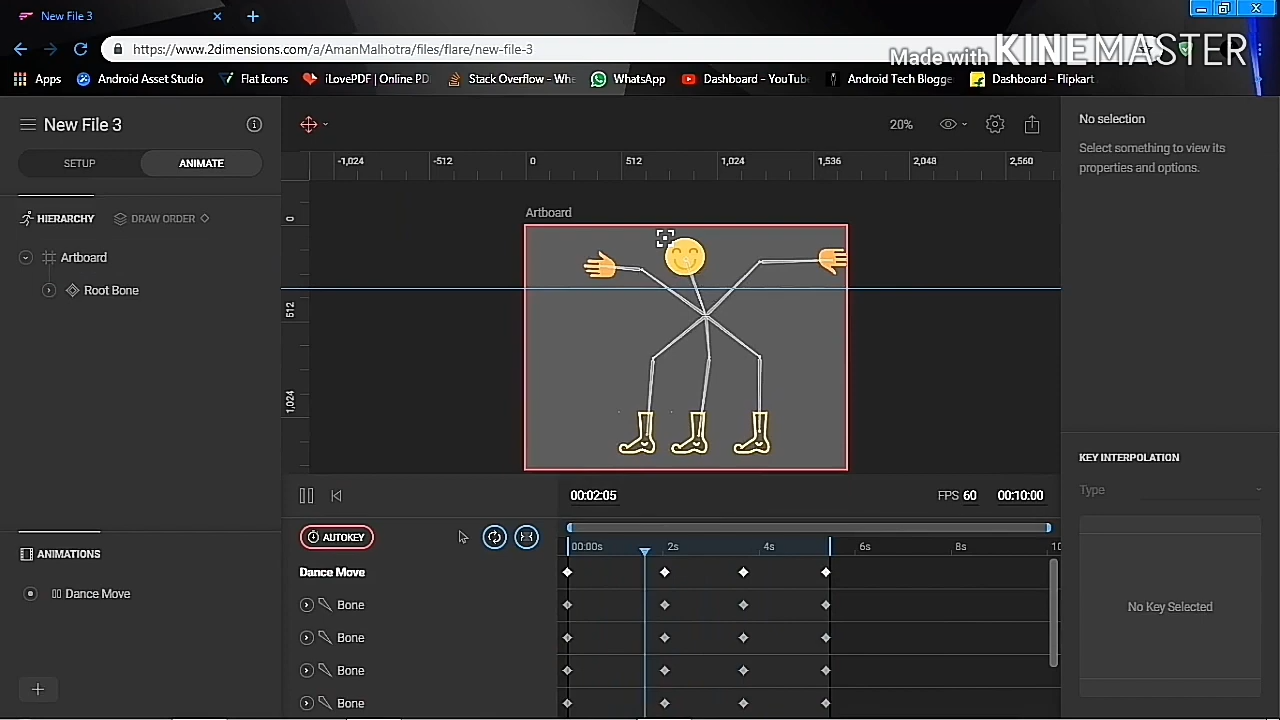 New File 3
https://www.2dimensions.com/a/AmanMalhotra/files/flare/new-file-3
Made with KINEMASTER
Apps
Android Asset Studio
Flat Icons
iLovePDF | Online PD
Stack Overflow - Whe
WhatsApp
Dashboard - YouTube
Android Tech Blogge
Dashboard - Flipkart
New File 3
20%
No selection
Select something to view its
properties and options.
SETUP
ANIMATE
-1,024
-512
0
512
1,024
1,536
2,048
2,560
HIERARCHY
DRAW ORDER
0
512
1,024
Artboard
Artboard
Root Bone
KEY INTERPOLATION
Type
No Key Selected
00:02:05
FPS 60
00:10:00
AUTOKEY
00:00s
2s
4s
6s
8s
10
ANIMATIONS
Dance Move
Dance Move
Bone
Bone
Bone
Bone